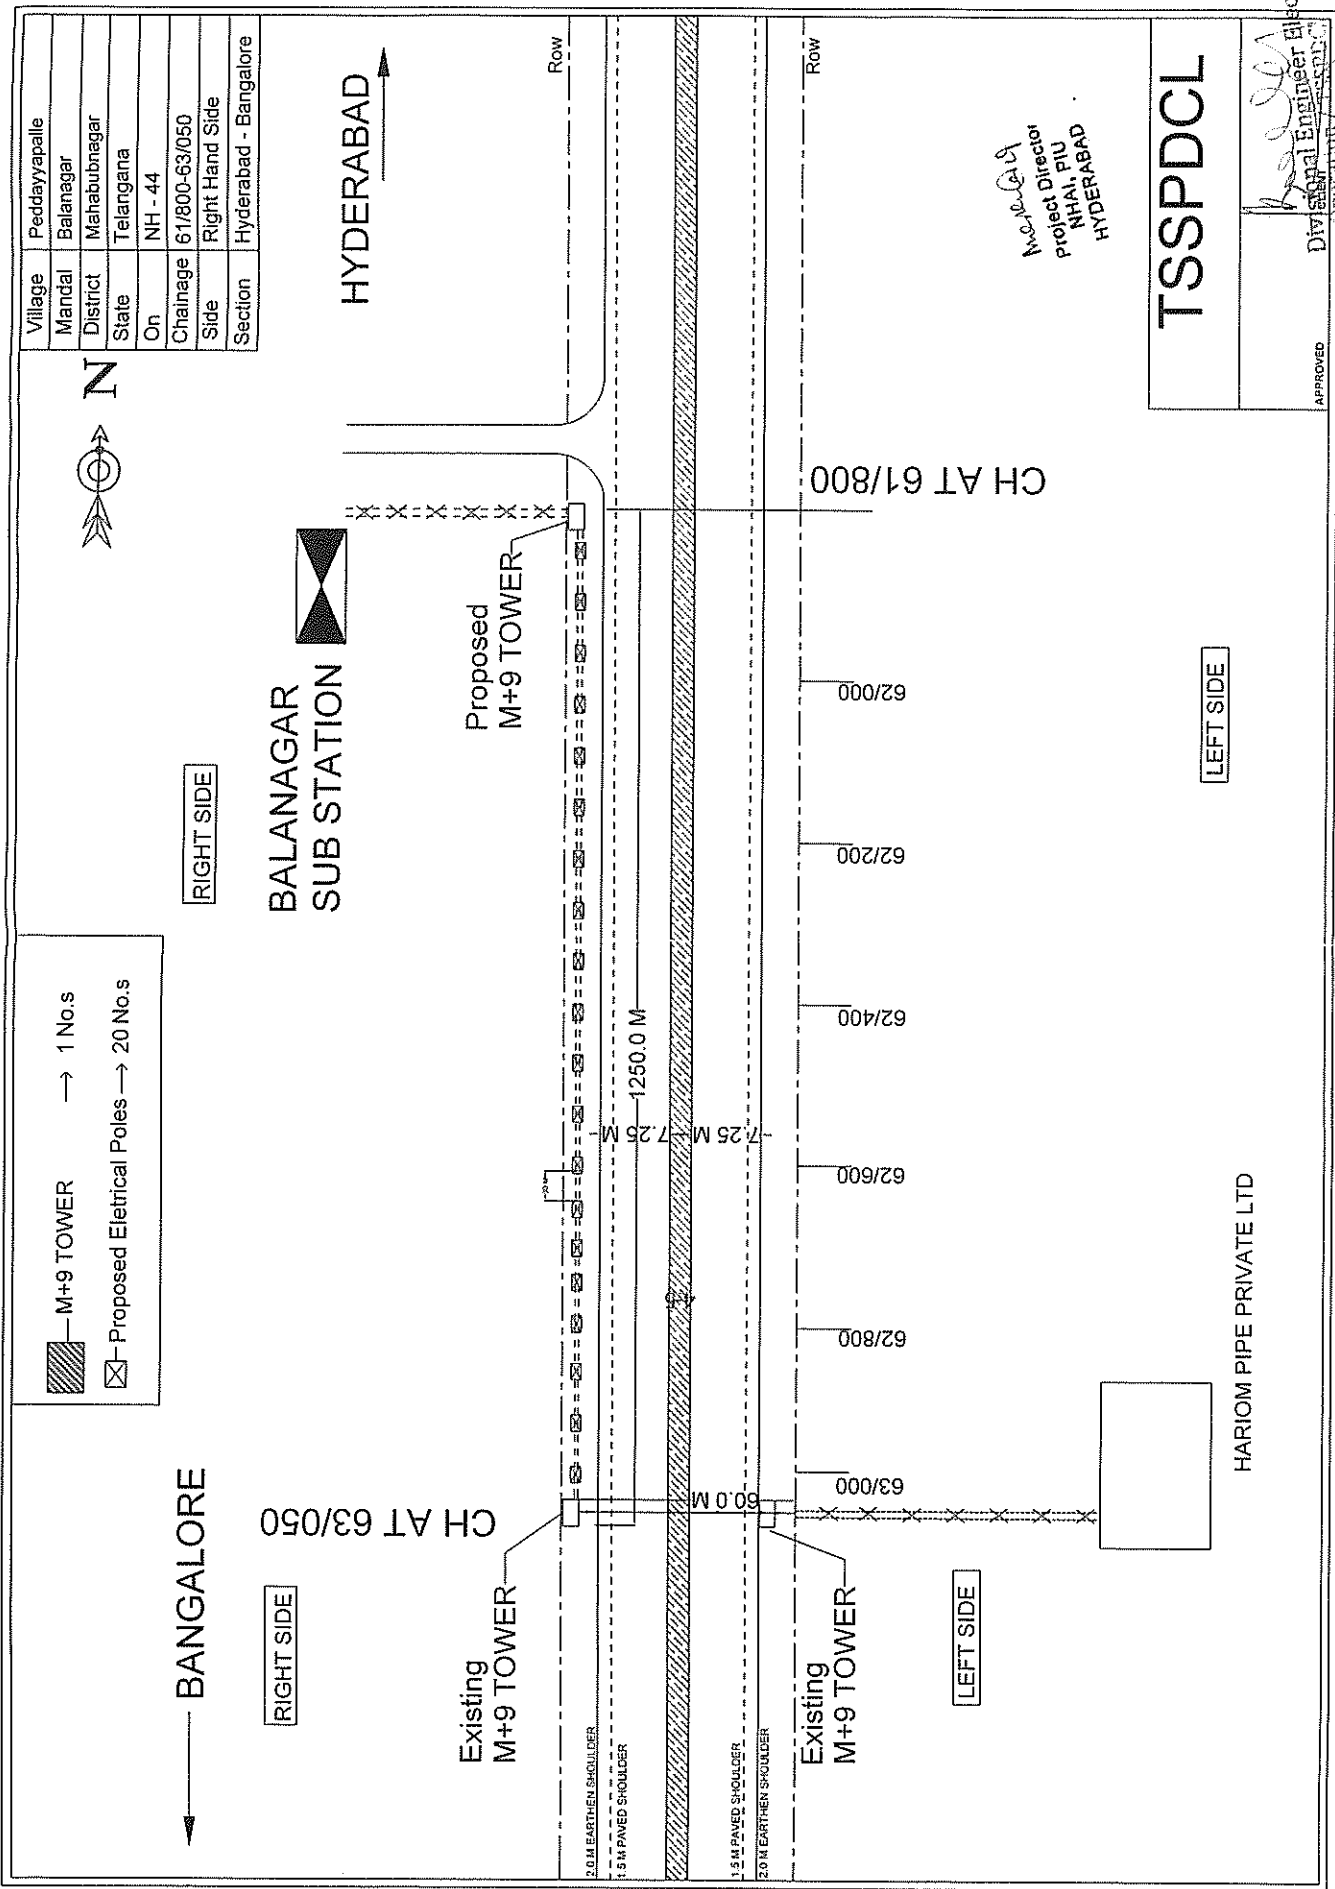 Village Peddayyapalle
Mandal Balanagar
District Mahabubnagar
State Telangana
On NH - 44
Chainage 61/800-63/050
Side Right Hand Side
Section Hyderabad - Bangalore
M+9 TOWER → 1 No.s
Proposed Eletrical Poles → 20 No.s
N
BANGALORE
HYDERABAD
RIGHT SIDE
RIGHT SIDE
BALANAGAR
SUB STATION
CH AT 63/050
Existing
M+9 TOWER
Proposed
M+9 TOWER
Row
2.0 M EARTHEN SHOULDER
1.5 M PAVED SHOULDER
1250.0 M
7.25 M
7.25 M
4.5
60.0 M
1.5 M PAVED SHOULDER
2.0 M EARTHEN SHOULDER
Row
Existing
M+9 TOWER
63/000
62/800
62/600
62/400
62/200
62/000
CH AT 61/800
LEFT SIDE
LEFT SIDE
HARIOM PIPE PRIVATE LTD
Project Director
NHAI, PIU
HYDERABAD
TSSPDCL
APPROVED
Divisional Engineer